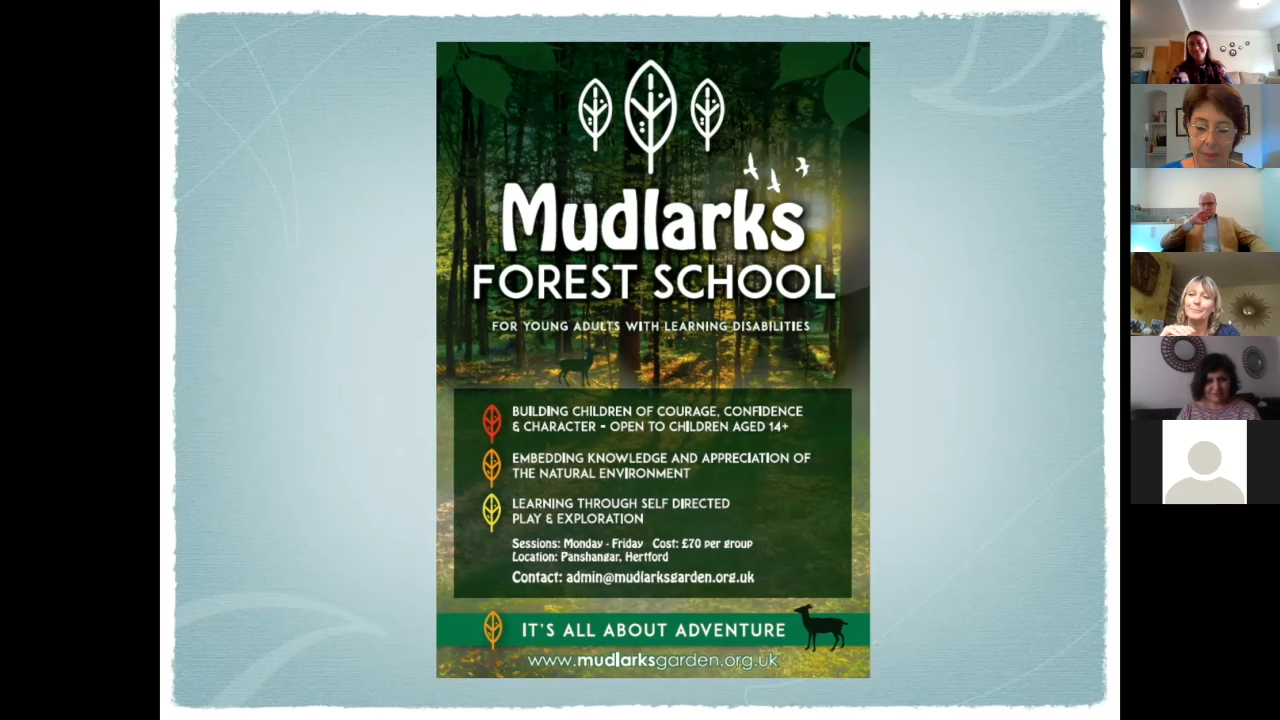 Mudlarks
FOREST SCHOOL
FOR YOUNG ADULTS WITH LEARNING DISABILITIES
BUILDING CHILDREN OF COURAGE, CONFIDENCE
& CHARACTER - OPEN TO CHILDREN AGED 14+
EMBEDDING KNOWLEDGE AND APPRECIATION OF
THE NATURAL ENVIRONMENT
LEARNING THROUGH SELF DIRECTED
PLAY & EXPLORATION
Sessions: Monday - Friday Cost: £70 per group
Location: Panshangar, Hertford
Contact: admin@mudlarksgarden.org.uk
IT'S ALL ABOUT ADVENTURE
www.mudlarksgarden.org.uk